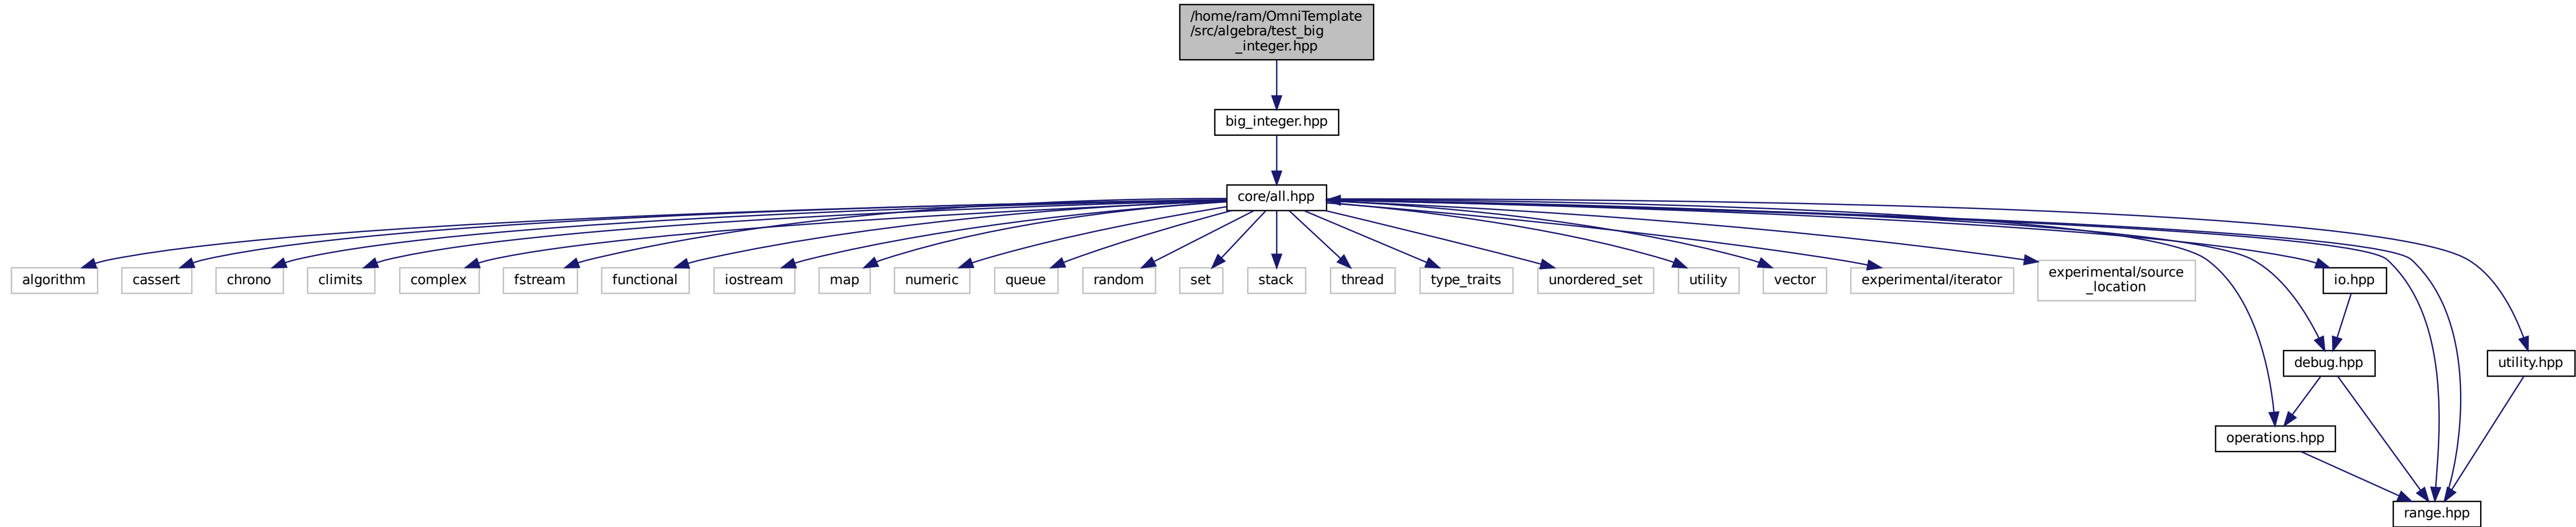 /home/ram/OmniTemplate
/src/algebra/test_big
_integer.hpp
big_integer.hpp
core/all.hpp
algorithm
cassert
chrono
climits
complex
fstream
functional
iostream
map
numeric
queue
random
set
stack
thread
type_traits
unordered_set
utility
vector
experimental/iterator
experimental/source
_location
io.hpp
debug.hpp
utility.hpp
operations.hpp
range.hpp